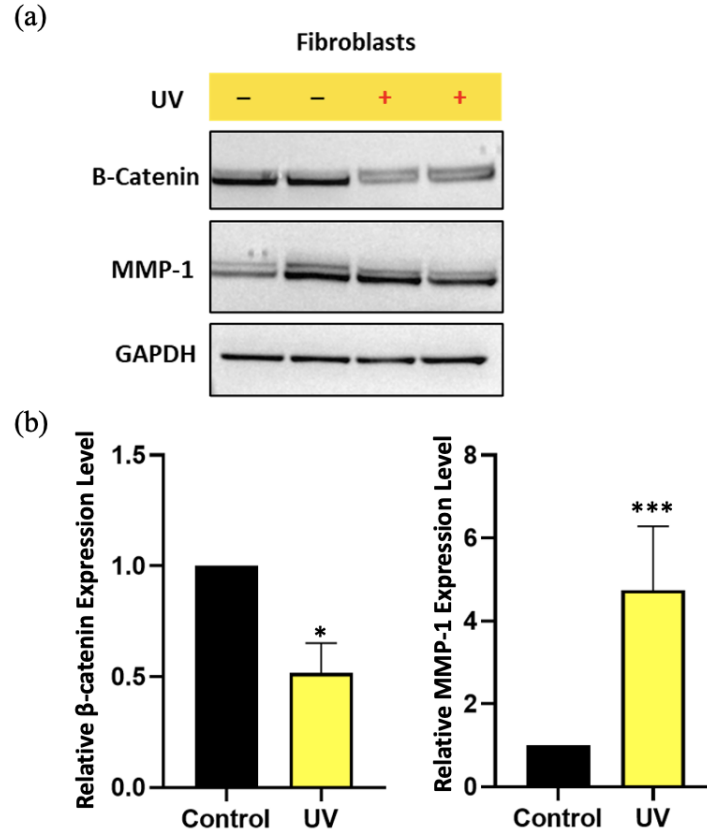 (a)
Fibroblasts
UV – – + +
B-Catenin
MMP-1
GAPDH
(b)
Relative β-catenin Expression Level
1.5
1.0
0.5
0.0
*
Control UV
Relative MMP-1 Expression Level
8
6
4
2
0
***
Control UV